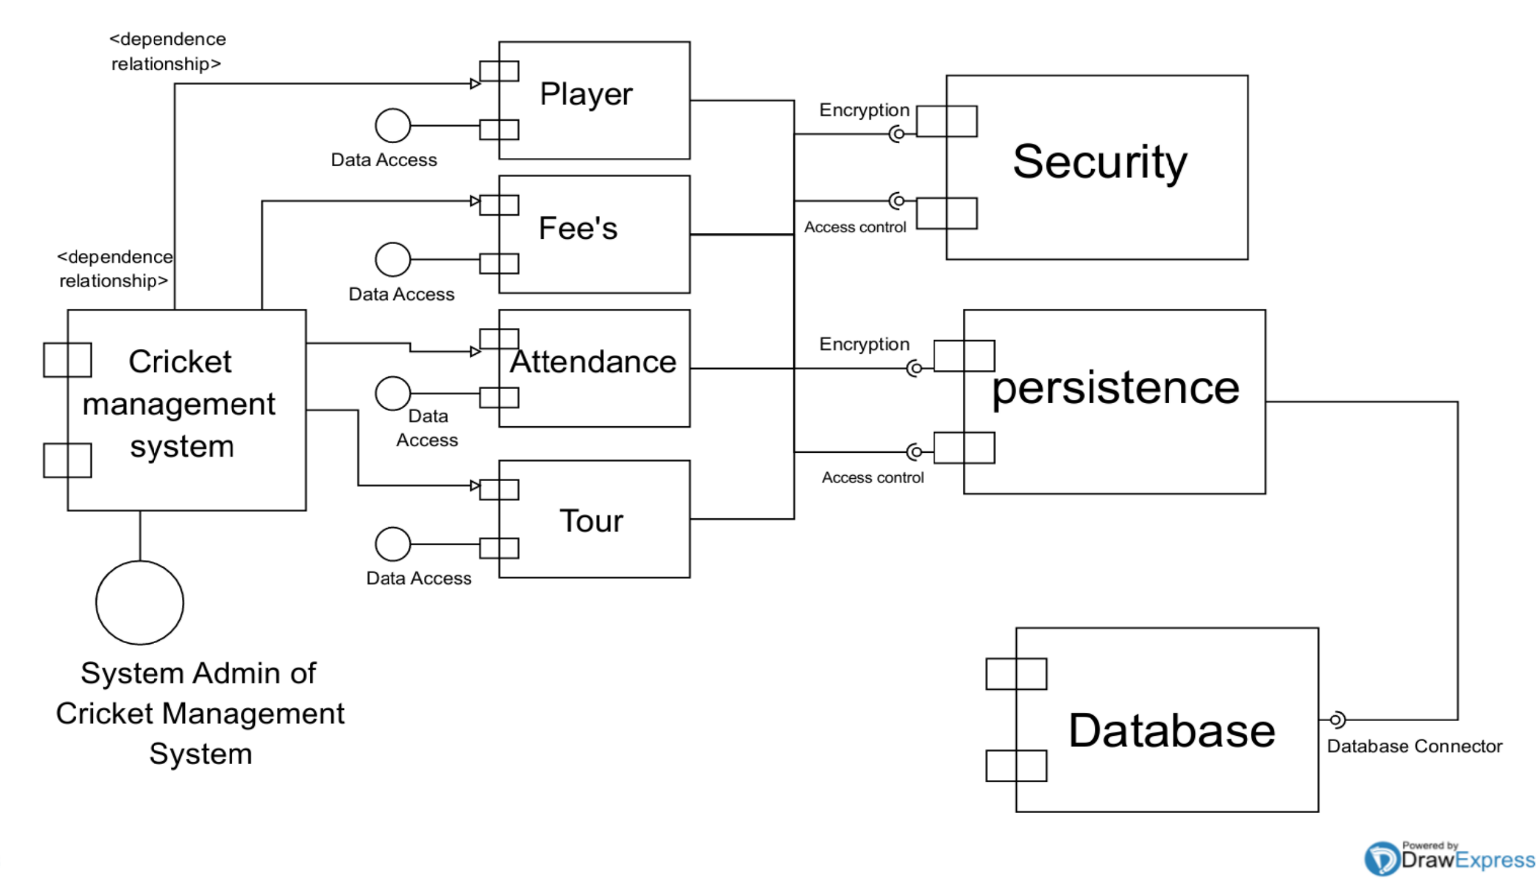 <dependence
relationship>
Player
Data Access
Encryption
Security
Access control
Fee's
Data Access
<dependence
relationship>
Cricket
management
system
Attendance
Data
Access
Encryption
persistence
Access control
Tour
Data Access
System Admin of
Cricket Management
System
Database
Database Connector
Powered by
DrawExpress